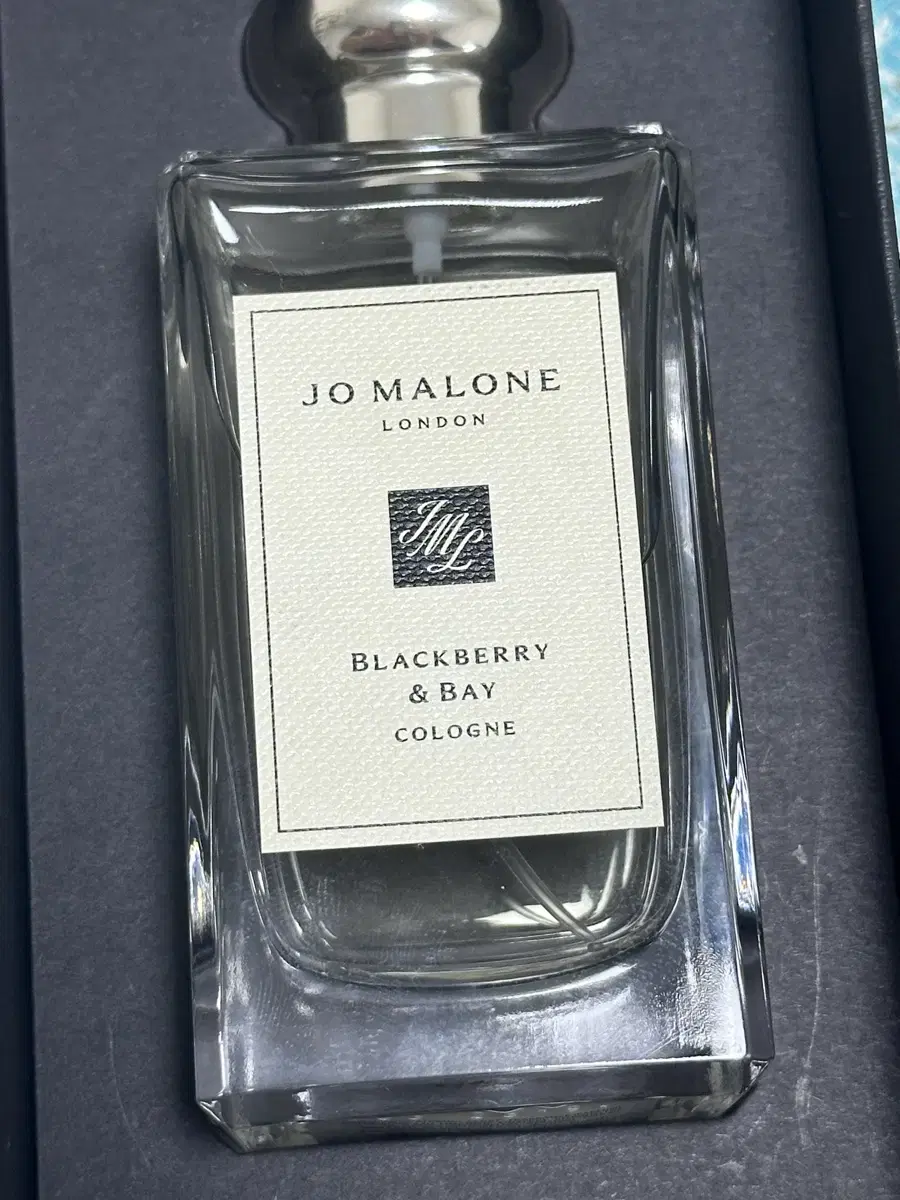 JO MALONE
LONDON
JML
BLACKBERRY
& BAY
COLOGNE